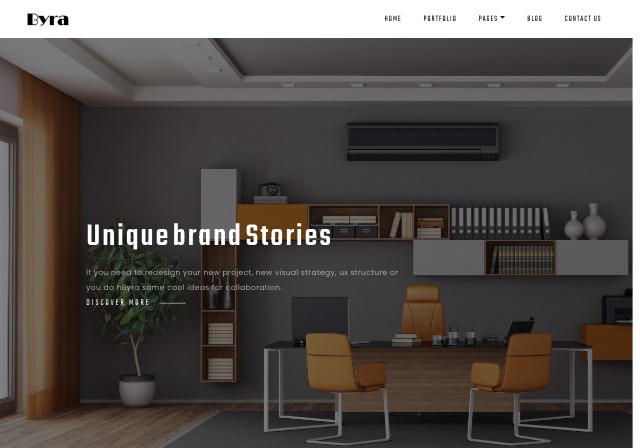 Byra
HOME PORTFOLIO PAGES BLOG CONTACT US
Unique brand Stories
If you need to redesign your new project, new visual strategy, ux structure or
you do hByra some cool ideas for collaboration.
DISCOVER MORE